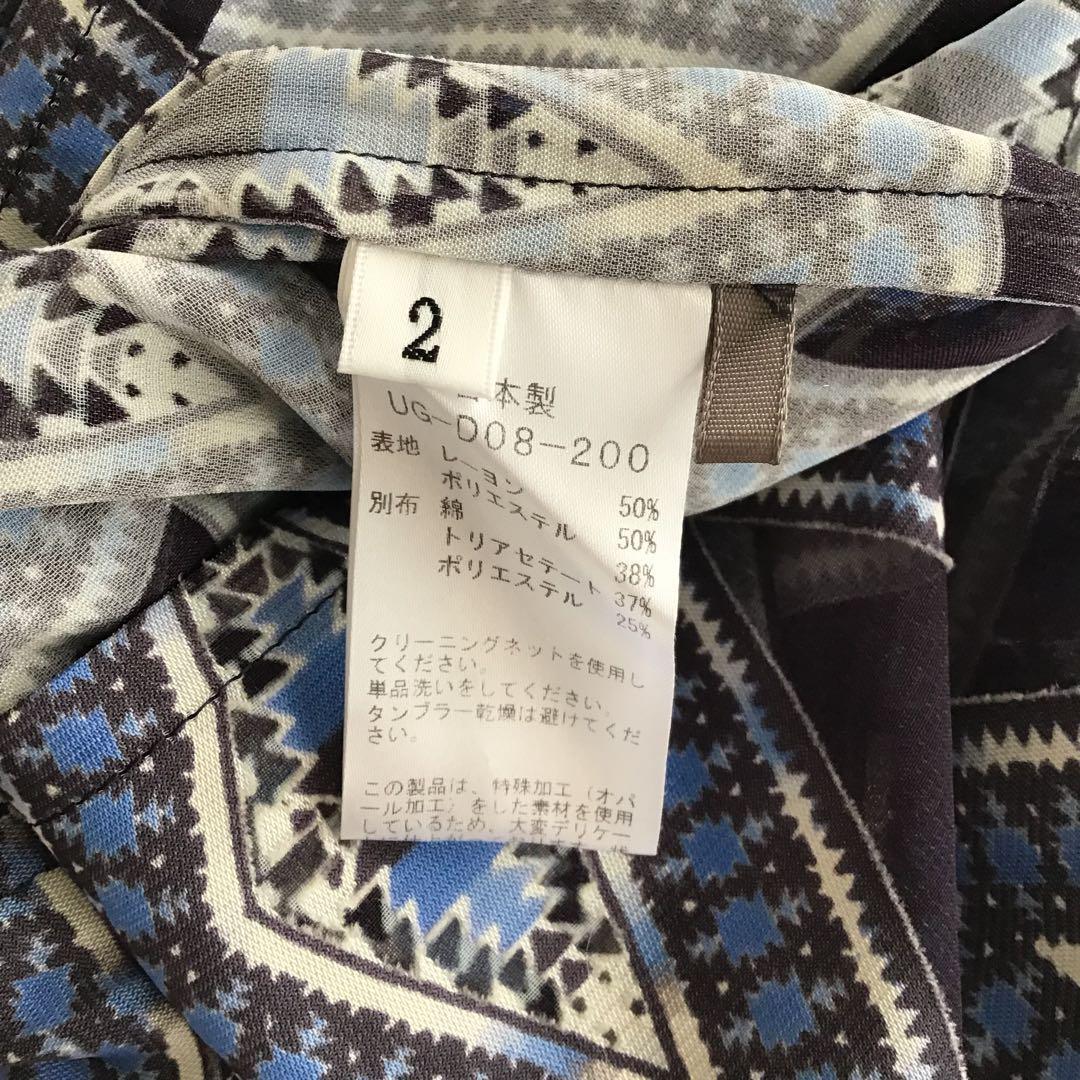 2
本製
UG-D08-200
表地 レーヨン 50%
ポリエステル 50%
別布 綿 38%
トリアセテート 37%
ポリエステル 25%
クリーニングネットを使用し
てください。
単品洗いをしてください。
タンブラー乾燥は避けてくだ
さい。
この製品は、特殊加工（オパ
ール加工）をした素材を使用
しているため、大変デリケー